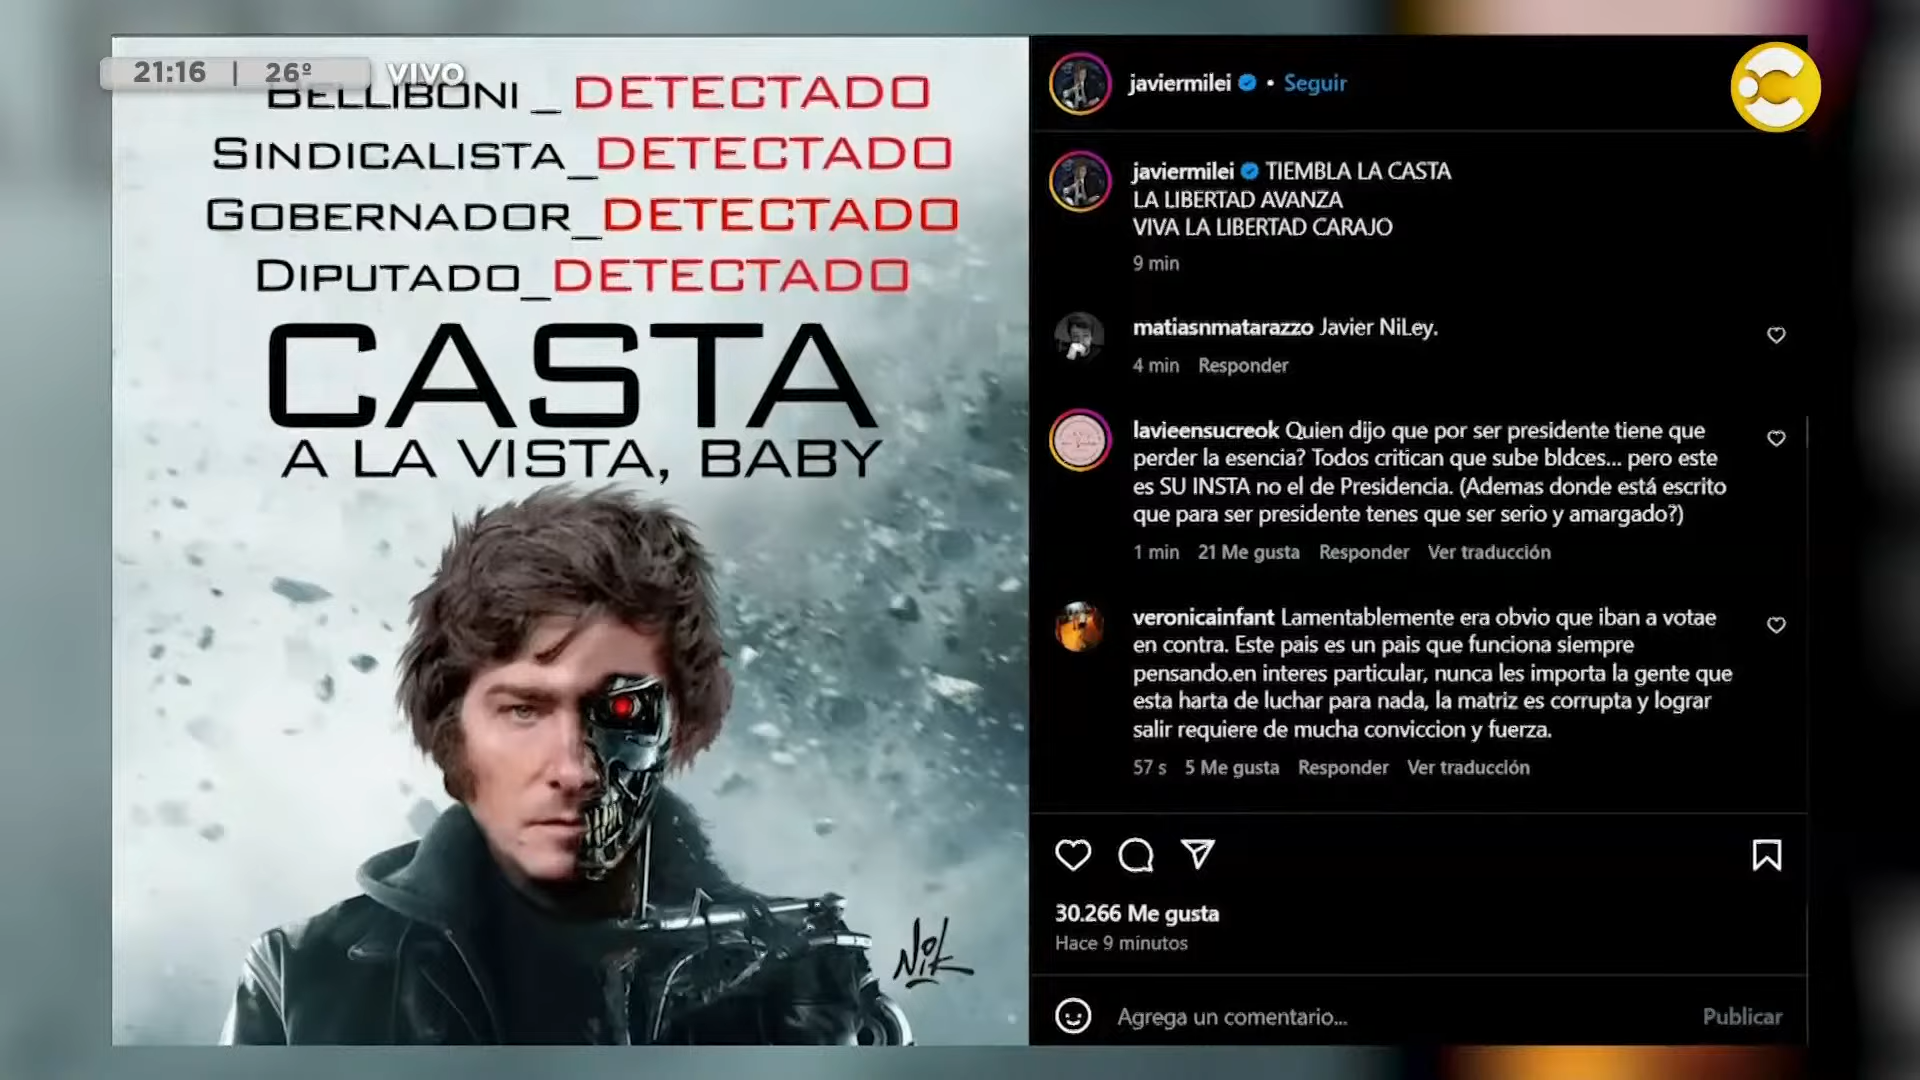 21:16 | 26º VIVO
BELLIBONI_DETECTADO
SINDICALISTA_DETECTADO
GOBERNADOR_DETECTADO
DIPUTADO_DETECTADO
CASTA
A LA VISTA, BABY
Nik
javiermilei • Seguir
javiermilei TIEMBLA LA CASTA
LA LIBERTAD AVANZA
VIVA LA LIBERTAD CARAJO
9 min
matiasnmatarazzo Javier NiLey.
4 min Responder
lavieensucreok Quien dijo que por ser presidente tiene que
perder la esencia? Todos critican que sube bldces... pero este
es SU INSTA no el de Presidencia. (Ademas donde está escrito
que para ser presidente tenes que ser serio y amargado?)
1 min 21 Me gusta Responder Ver traducción
veronicainfant Lamentablemente era obvio que iban a votae
en contra. Este pais es un pais que funciona siempre
pensando.en interes particular, nunca les importa la gente que
esta harta de luchar para nada, la matriz es corrupta y lograr
salir requiere de mucha conviccion y fuerza.
57 s 5 Me gusta Responder Ver traducción
30.266 Me gusta
Hace 9 minutos
Agrega un comentario... Publicar